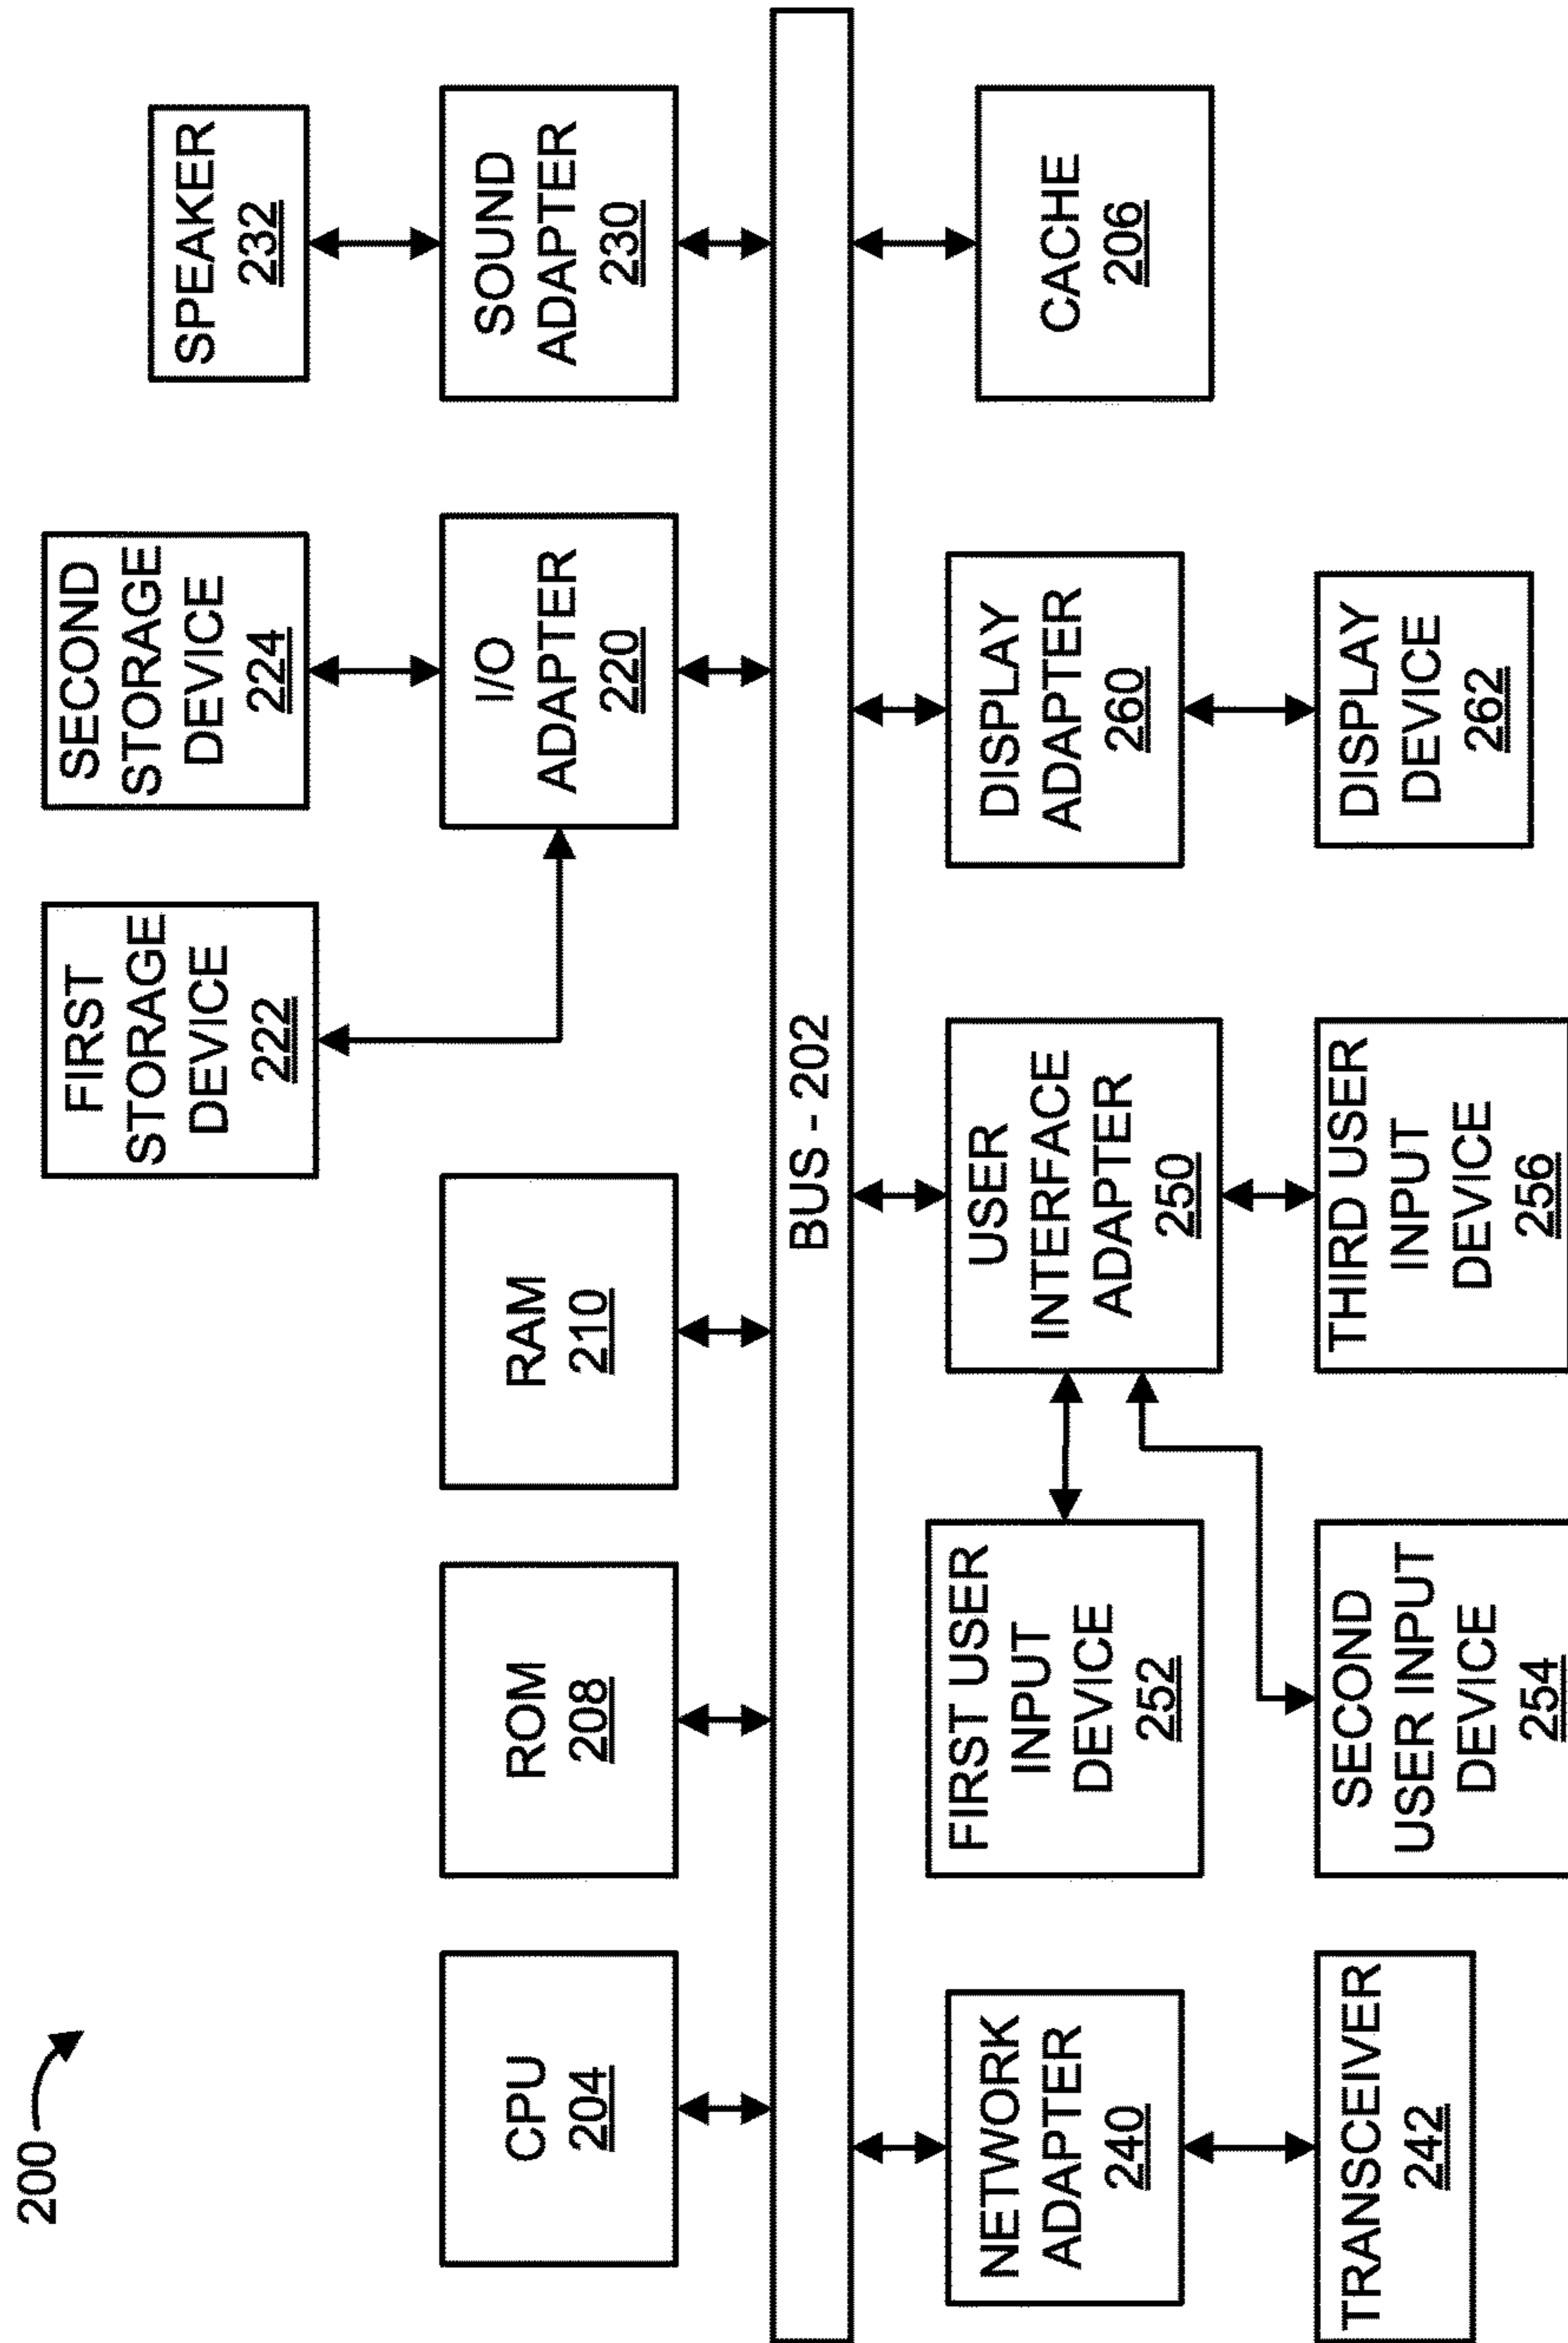 200
CPU
204
ROM
208
RAM
210
FIRST
STORAGE
DEVICE
222
SECOND
STORAGE
DEVICE
224
I/O
ADAPTER
220
SPEAKER
232
SOUND
ADAPTER
230
BUS - 202
NETWORK
ADAPTER
240
TRANSCEIVER
242
FIRST USER
INPUT
DEVICE
252
SECOND
USER INPUT
DEVICE
254
USER
INTERFACE
ADAPTER
250
THIRD USER
INPUT
DEVICE
256
DISPLAY
ADAPTER
260
DISPLAY
DEVICE
262
CACHE
206